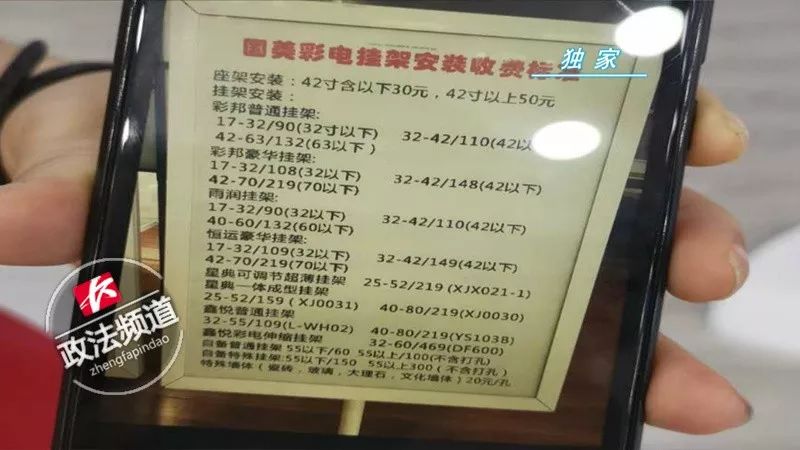 国美彩电挂架安装收费标准
独家
座架安装：42寸含以下30元，42寸以上50元
挂架安装：
彩邦普通挂架:
17-32/90(32寸以下) 32-42/110(42以
42-63/132(63以下)
彩邦豪华挂架:
17-32/108(32以下) 32-42/148(42以下)
42-70/219(70以下)
雨润挂架:
17-32/90(32以下) 32-42/110(42以下)
40-60/132(60以下)
恒运豪华挂架:
17-32/109(32以下) 32-42/149(42以下)
42-70/219(70以下)
星典可调节超薄挂架 25-52/219 (XJX021-1)
星典一体成型挂架
25-52/159 (XJ0031) 40-80/219(XJ0030)
鑫悦普通挂架
32-55/109(L-WH02) 40-80/219(YS103B)
鑫悦彩电伸缩挂架 32-60/469(DF600)
自备普通挂架55以下/60 55以上/100(不含打孔)
自备特殊挂架:55以下/150 55以上300(不含打孔)
特殊墙体(瓷砖，玻璃，大理石，文化墙体)20元/孔
政法频道
zhengfapindao